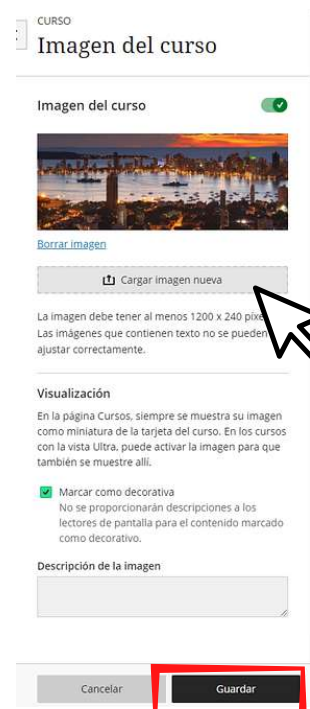 CURSO
Imagen del curso
Imagen del curso
Borrar imagen
Cargar imagen nueva
La imagen debe tener al menos 1200 x 240
Las imágenes que contienen texto no se pueden
ajustar correctamente.
Visualización
En la página Cursos, siempre se muestra su imagen
como miniatura de la tarjeta del curso. En los cursos
con la vista Ultra, puede activar la imagen para que
también se muestre allí.
Marcar como decorativa
No se proporcionarán descripciones a los
lectores de pantalla para el contenido marcado
como decorativo.
Descripción de la imagen
Cancelar
Guardar